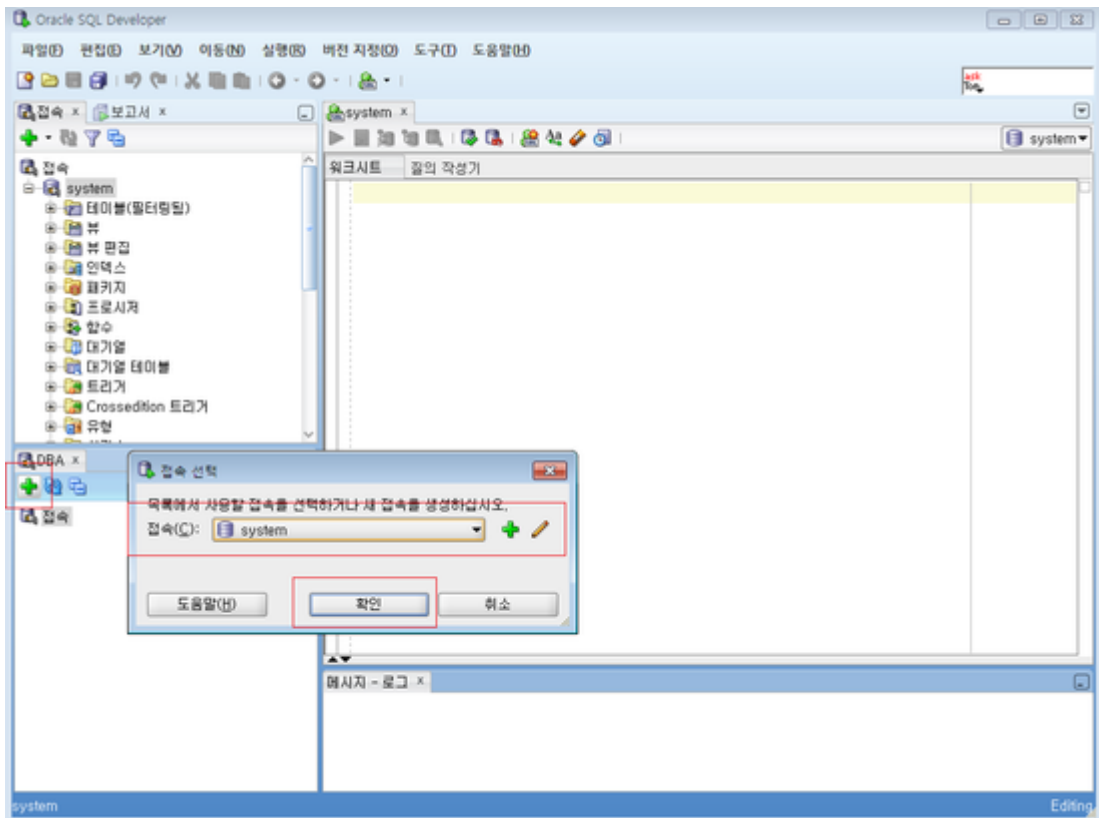 Oracle SQL Developer
파일(F) 편집(E) 보기(V) 이동(N) 실행(R) 버전 지정(O) 도구(T) 도움말(H)
ask
Tom
접속 × 보고서 ×
system ×
system
접속
워크시트 질의 작성기
system
테이블(필터링됨)
뷰
뷰 편집
인덱스
패키지
프로시저
함수
대기열
대기열 테이블
트리거
Crossedition 트리거
유형
DBA ×
접속
접속 선택
목록에서 사용할 접속를 선택하거나 새 접속를 생성하십시오.
접속(C): system
도움말(H) 확인 취소
메시지 - 로그 ×
system
Editing